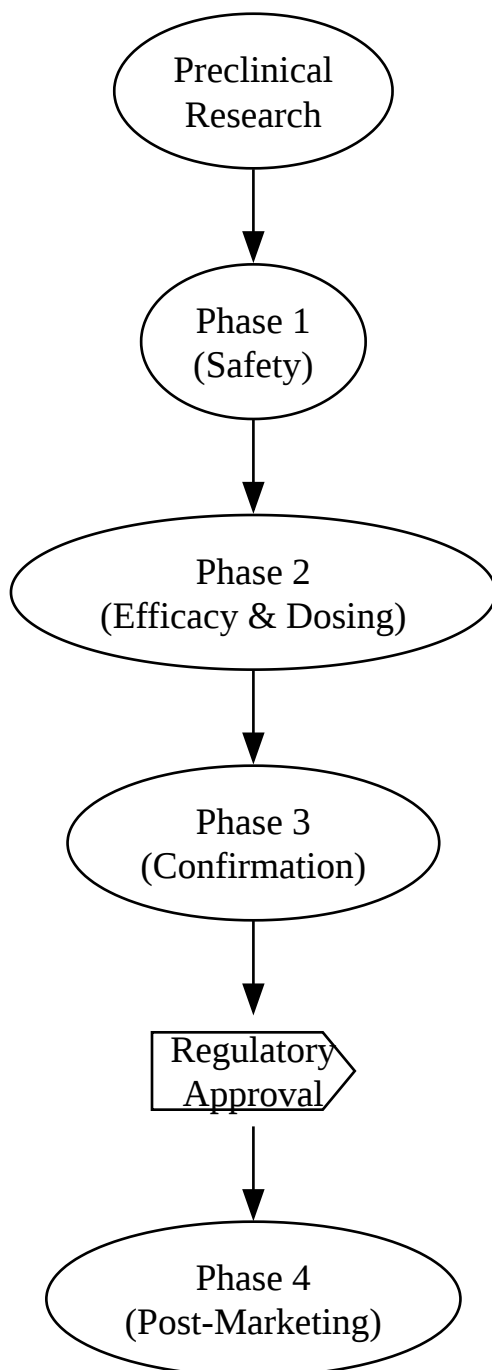 Preclinical
Research
Phase 1
(Safety)
Phase 2
(Efficacy & Dosing)
Phase 3
(Confirmation)
Regulatory
Approval
Phase 4
(Post-Marketing)